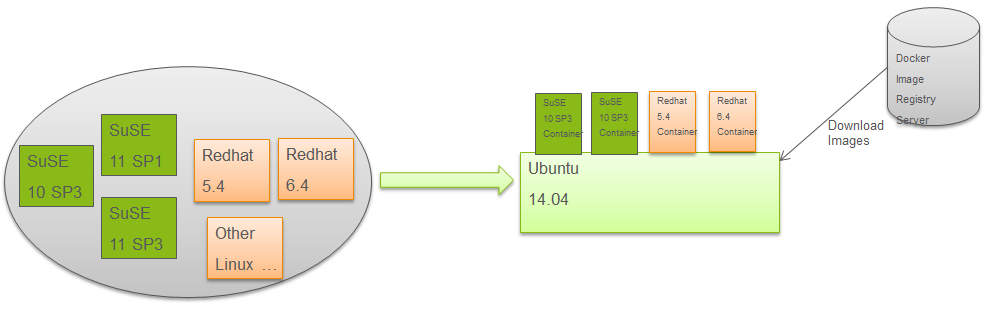 SuSE
10 SP3
SuSE
11 SP1
SuSE
11 SP3
Redhat
5.4
Redhat
6.4
Other
Linux ...
SuSE
10 SP3
Container
SuSE
10 SP3
Container
Redhat
5.4
Container
Redhat
6.4
Container
Ubuntu
14.04
Download
Images
Docker
Image
Registry
Server